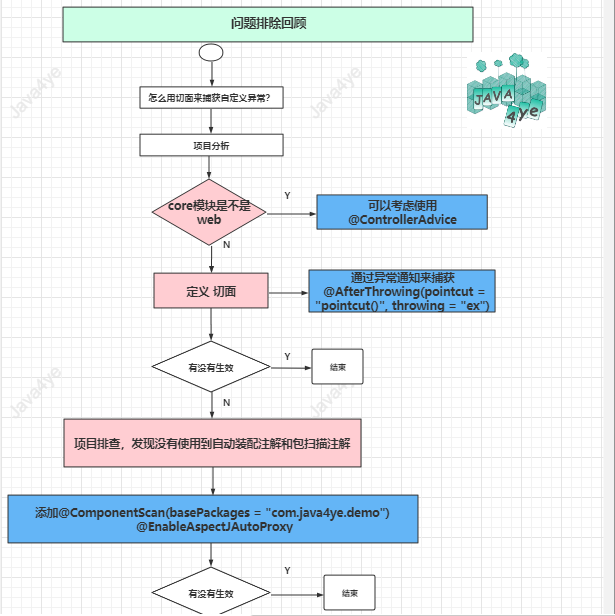 问题排除回顾
怎么用切面来捕获自定义异常？
项目分析
core模块是不是
web
Y
可以考虑使用
@ControllerAdvice
N
定义 切面
通过异常通知来捕获
@AfterThrowing(pointcut =
"pointcut()", throwing = "ex")
有没有生效
Y
结束
N
项目排查，发现没有使用到自动装配注解和包扫描注解
添加@ComponentScan(basePackages = "com.java4ye.demo")
@EnableAspectJAutoProxy
有没有生效
Y
结束
JAVA
4ye
Java4ye
Java4ye
Java4ye
Java4ye